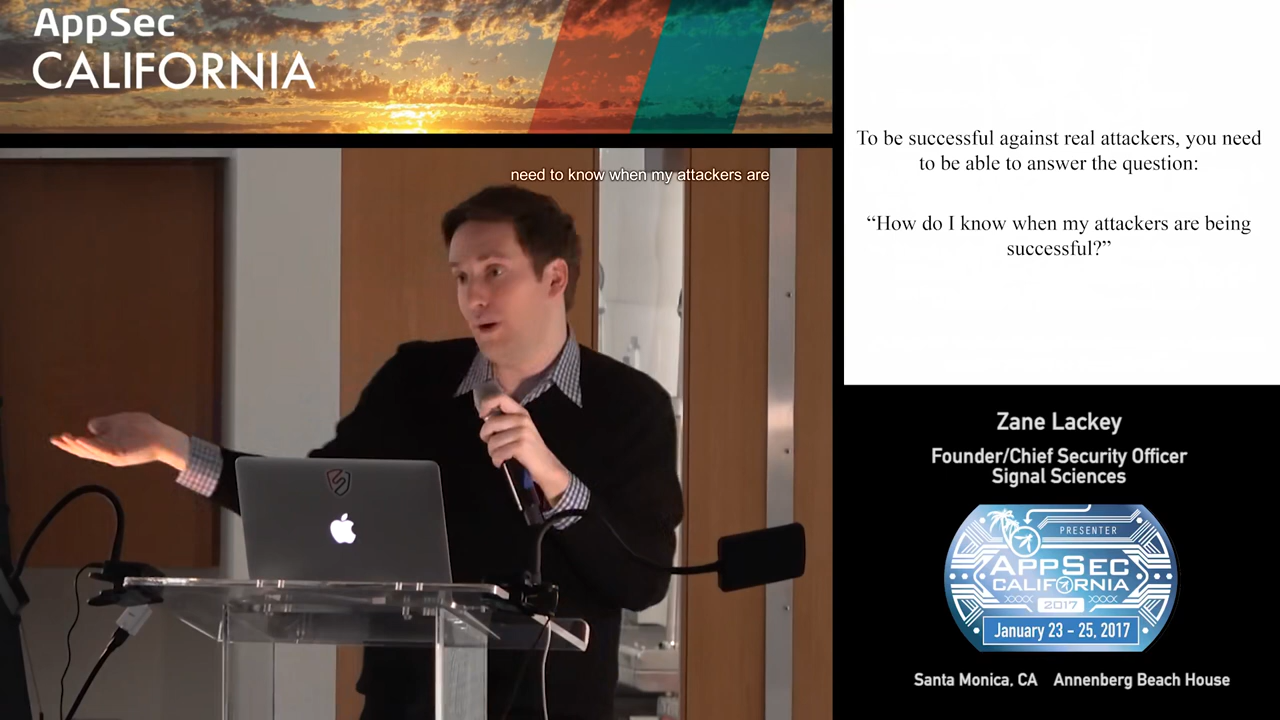 AppSec
CALIFORNIA
need to know when my attackers are
To be successful against real attackers, you need
to be able to answer the question:
“How do I know when my attackers are being
successful?”
Zane Lackey
Founder/Chief Security Officer
Signal Sciences
PRESENTER
APPSEC
CALIFORNIA
2017
January 23 - 25, 2017
Santa Monica, CA Annenberg Beach House